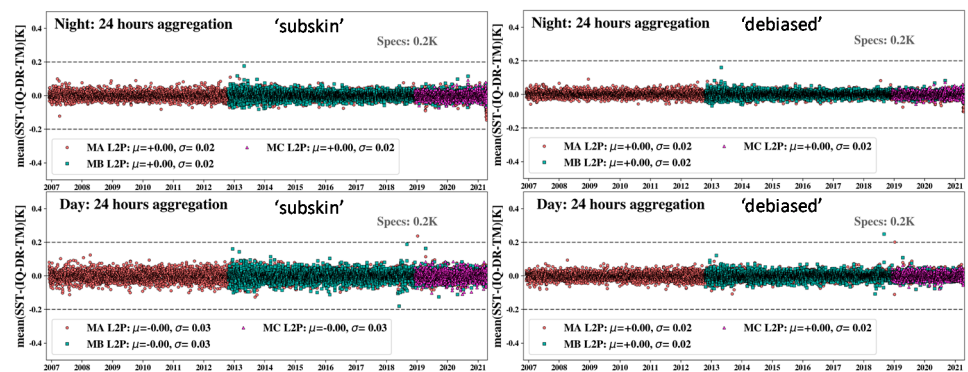 Night: 24 hours aggregation
'subskin'
Specs: 0.2K
mean(SST-(IQ-DR-TM)[K]
0.4
0.2
0.0
-0.2
-0.4
MA L2P: μ=+0.00, σ= 0.02
MC L2P: μ=+0.00, σ= 0.02
MB L2P: μ=+0.00, σ= 0.02
2007 2008 2009 2010 2011 2012 2013 2014 2015 2016 2017 2018 2019 2020 2021
Night: 24 hours aggregation
'debiased'
Specs: 0.2K
mean(SST-(IQ-DR-TM)[K]
0.4
0.2
0.0
-0.2
-0.4
MA L2P: μ=+0.00, σ= 0.02
MC L2P: μ=+0.00, σ= 0.02
MB L2P: μ=+0.00, σ= 0.02
2007 2008 2009 2010 2011 2012 2013 2014 2015 2016 2017 2018 2019 2020 2021
Day: 24 hours aggregation
'subskin'
Specs: 0.2K
mean(SST-(IQ-DR-TM)[K]
0.4
0.2
0.0
-0.2
-0.4
MA L2P: μ=-0.00, σ= 0.03
MC L2P: μ=-0.00, σ= 0.03
MB L2P: μ=-0.00, σ= 0.03
2007 2008 2009 2010 2011 2012 2013 2014 2015 2016 2017 2018 2019 2020 2021
Day: 24 hours aggregation
'debiased'
Specs: 0.2K
mean(SST-(IQ-DR-TM)[K]
0.4
0.2
0.0
-0.2
-0.4
MA L2P: μ=+0.00, σ= 0.02
MC L2P: μ=+0.00, σ= 0.02
MB L2P: μ=+0.00, σ= 0.02
2007 2008 2009 2010 2011 2012 2013 2014 2015 2016 2017 2018 2019 2020 2021